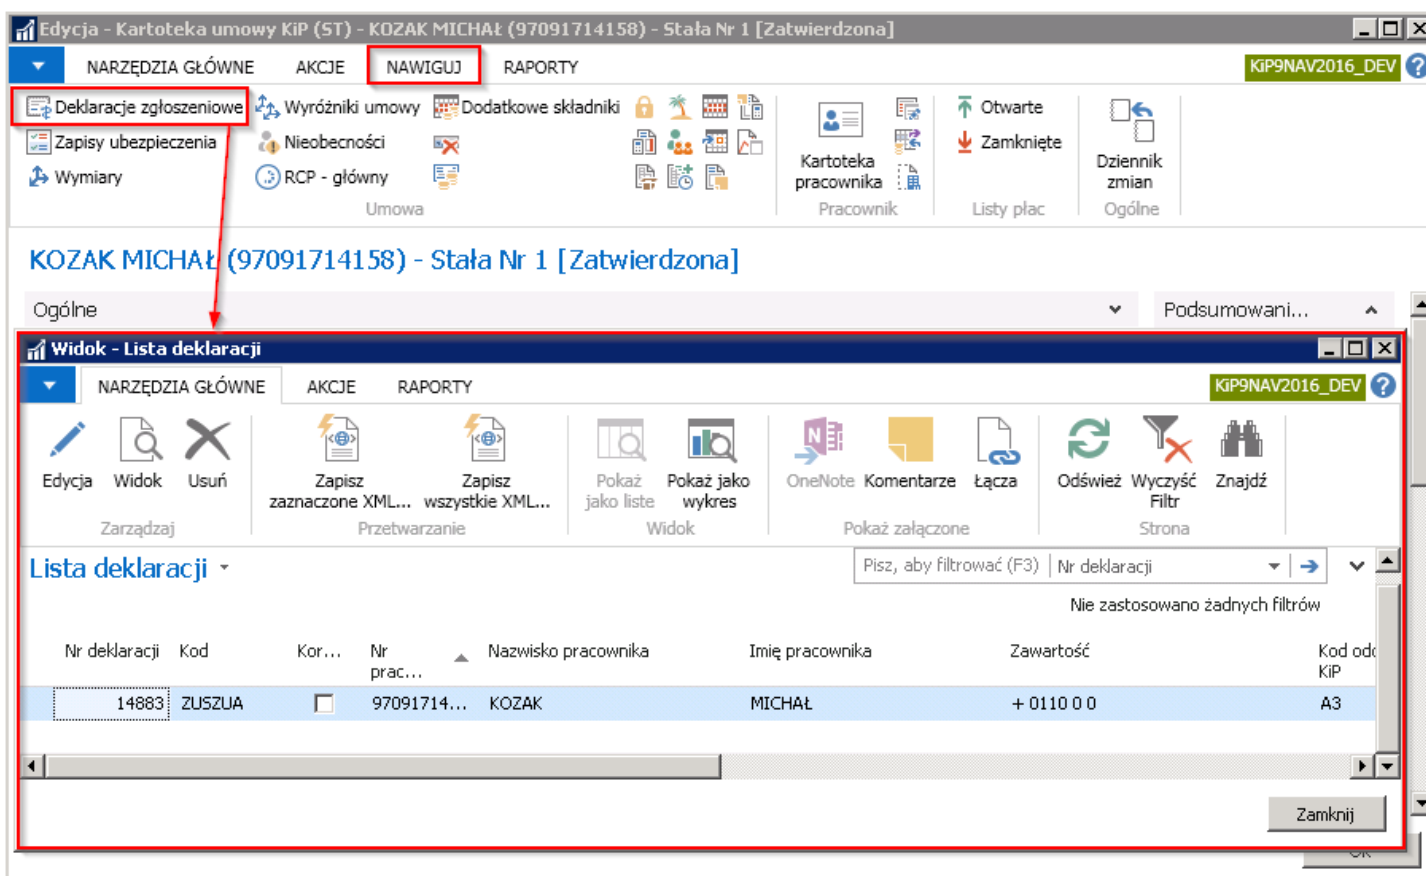 Edycja - Kartoteka umowy KiP (ST) - KOZAK MICHAŁ (97091714158) - Stała Nr 1 [Zatwierdzona]
NARZĘDZIA GŁÓWNE AKCJE NAWIGUJ RAPORTY KiP9NAV2016_DEV
Deklaracje zgłoszeniowe Wyróżniki umowy Dodatkowe składniki Otwarte
Zapisy ubezpieczenia Nieobecności Zamknięte
Kartoteka pracownika
Dziennik zmian
Wymiary RCP - główny
Umowa Pracownik Listy płac Ogólne
KOZAK MICHAŁ (97091714158) - Stała Nr 1 [Zatwierdzona]
Ogólne Podsumowani...
Widok - Lista deklaracji
NARZĘDZIA GŁÓWNE AKCJE RAPORTY KiP9NAV2016_DEV
Edycja Widok Usuń Zapisz Zapisz Pokaż Pokaż jako OneNote Komentarze Łącza Odśwież Wyczyść Znajdź
zaznaczone XML... wszystkie XML... jako liste wykres Filtr
Zarządzaj Przetwarzanie Widok Pokaż załączone Strona
Lista deklaracji Pisz, aby filtrować (F3) Nr deklaracji
Nie zastosowano żadnych filtrów
Nr deklaracji Kod Kor... Nr Nazwisko pracownika Imię pracownika Zawartość Kod odd
prac... KiP
14883 ZUSZUA 97091714... KOZAK MICHAŁ + 0110 0 0 A3
Zamknij